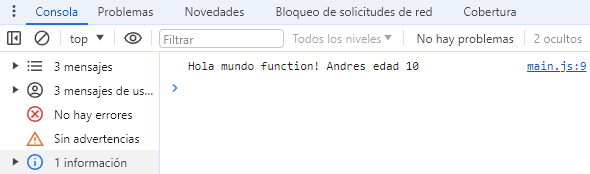 Consola Problemas Novedades Bloqueo de solicitudes de red Cobertura
top Filtrar Todos los niveles No hay problemas 2 ocultos
3 mensajes
3 mensajes de us...
No hay errores
Sin advertencias
1 información
Hola mundo function! Andres edad 10 main.js:9